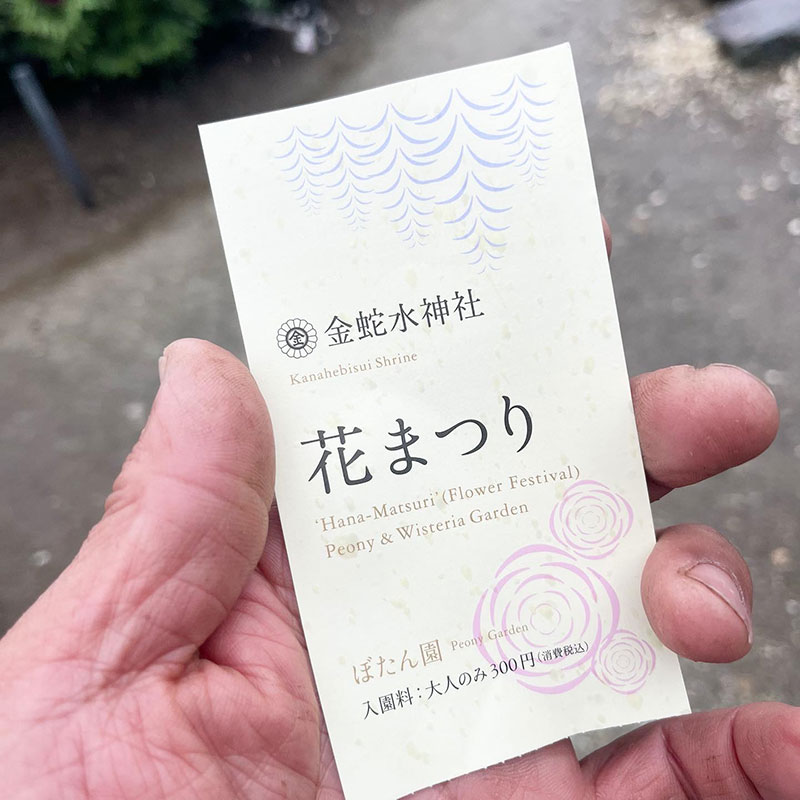 金 金蛇水神社
Kanahebisui Shrine
花まつり
'Hana-Matsuri' (Flower Festival)
Peony & Wisteria Garden
ぼたん園 Peony Garden
入園料：大人のみ300円（消費税込）